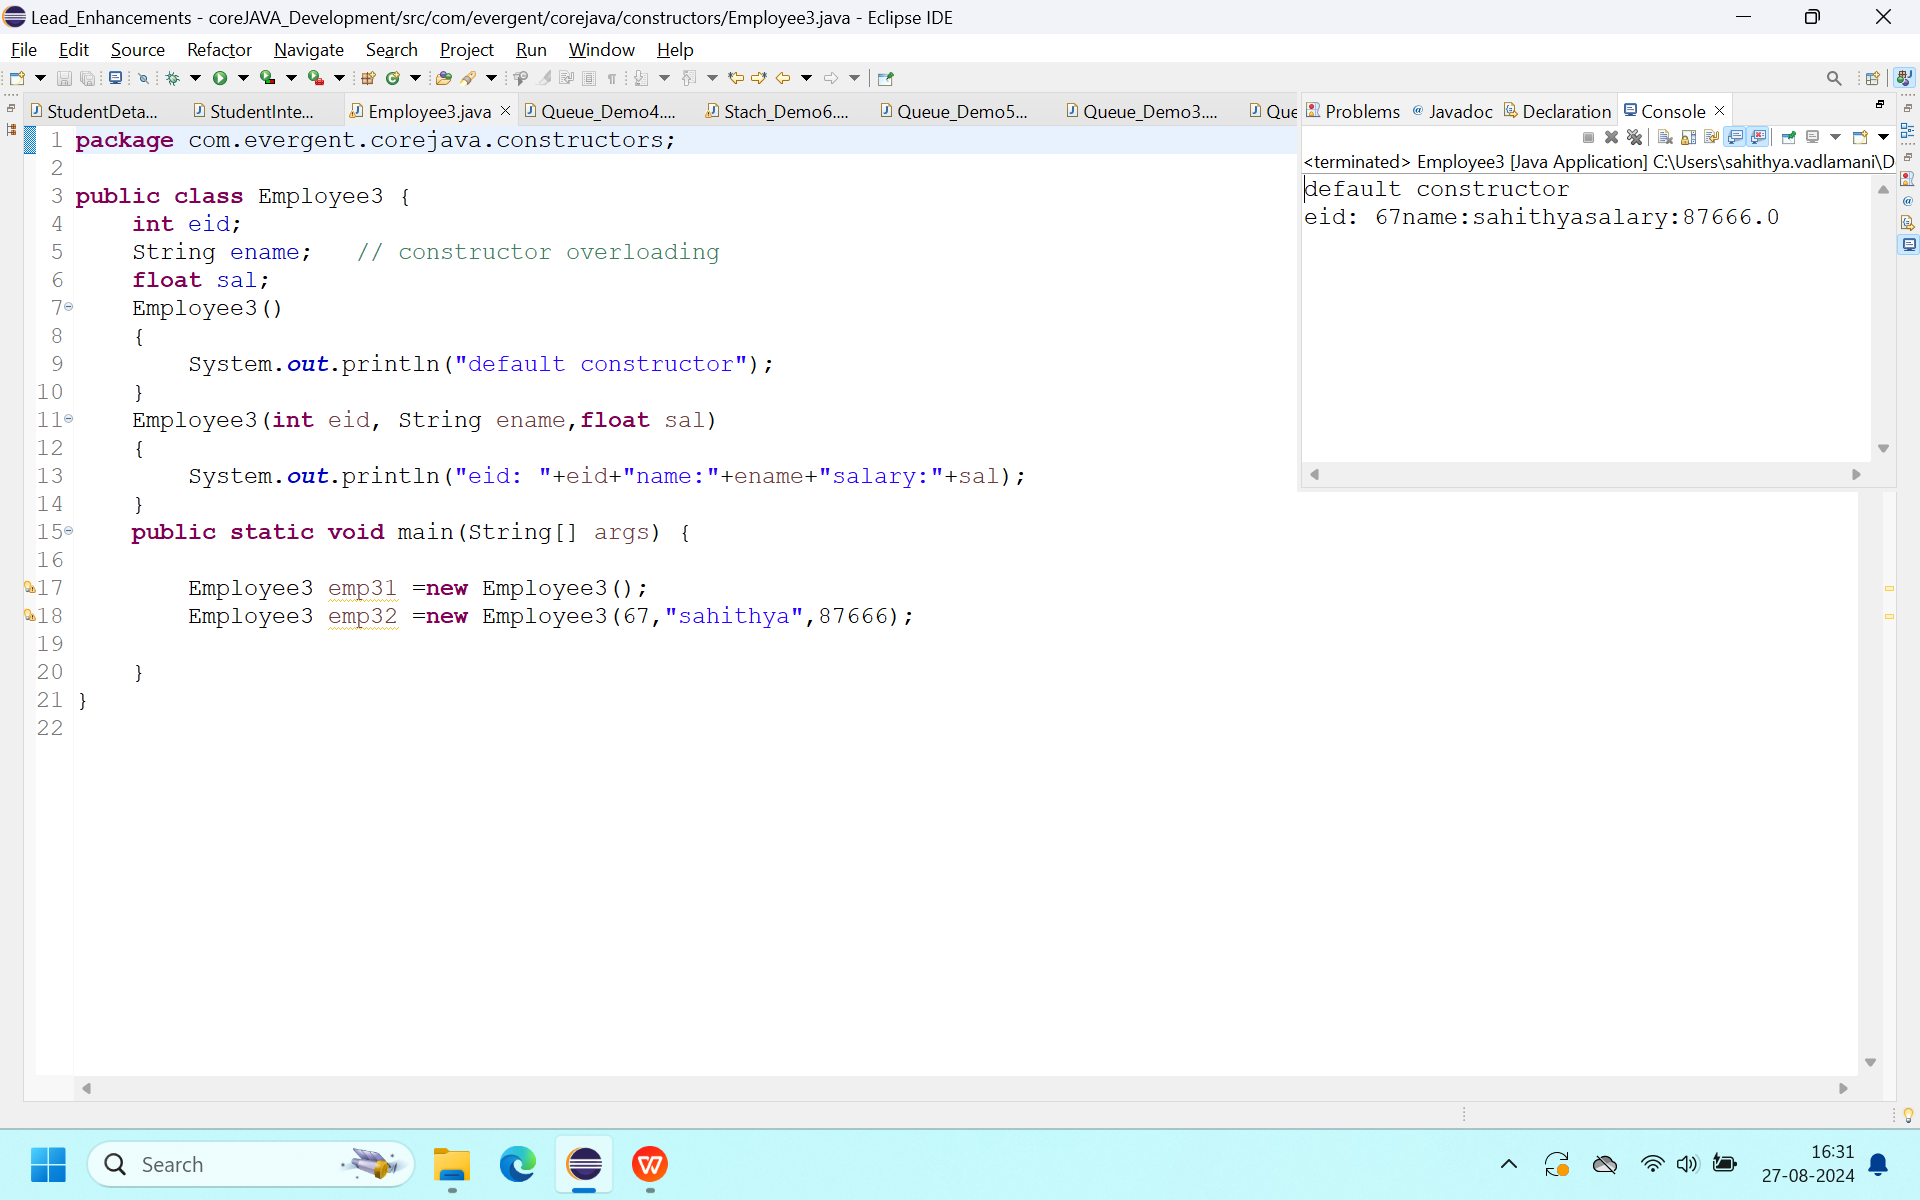 Lead_Enhancements - coreJAVA_Development/src/com/evergent/corejava/constructors/Employee3.java - Eclipse IDE
File Edit Source Refactor Navigate Search Project Run Window Help
StudentDeta... StudentInte... Employee3.java Queue_Demo4.... Stach_Demo6.... Queue_Demo5... Queue_Demo3.... Que
Problems Javadoc Declaration Console
<terminated> Employee3 [Java Application] C:\Users\sahithya.vadlamani\D
default constructor
eid: 67name:sahithyasalary:87666.0
1 package com.evergent.corejava.constructors;
2
3 public class Employee3 {
4 int eid;
5 String ename; // constructor overloading
6 float sal;
7 Employee3()
8 {
9 System.out.println("default constructor");
10 }
11 Employee3(int eid, String ename,float sal)
12 {
13 System.out.println("eid: "+eid+"name:"+ename+"salary:"+sal);
14 }
15 public static void main(String[] args) {
16
17 Employee3 emp31 =new Employee3();
18 Employee3 emp32 =new Employee3(67,"sahithya",87666);
19
20 }
21 }
22
Search
16:31
27-08-2024